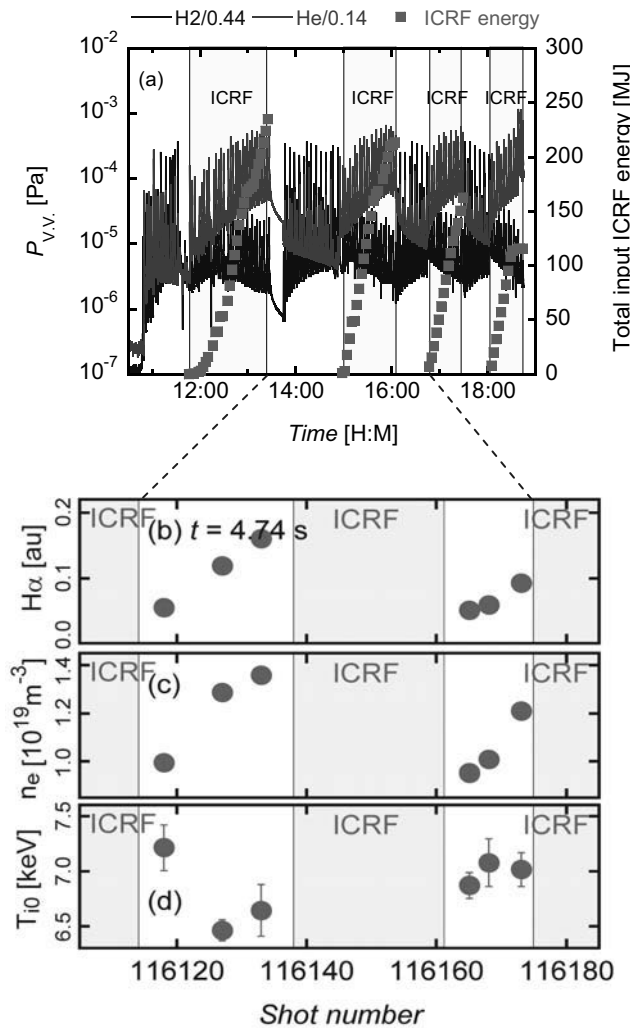 H2/0.44 He/0.14 ICRF energy
10⁻² 300
(a)
ICRF ICRF ICRF ICRF
10⁻³ 250
200
10⁻⁴
150
10⁻⁵
100
10⁻⁶
50
10⁻⁷ 0
P_V.V. [Pa]
Total input ICRF energy [MJ]
12:00 14:00 16:00 18:00
Time [H:M]
ICRF (b) t = 4.74 s ICRF ICRF
0.2
0.1
0.0
Hα [au]
ICRF (c) ICRF ICRF
1.4
1.2
1.0
nₑ [10¹⁹m⁻³]
ICRF ICRF ICRF
7.5
7.0
6.5
(d)
T_i0 [keV]
116120 116140 116160 116180
Shot number